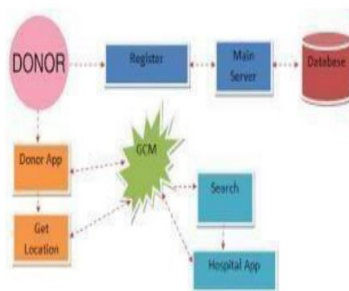 DONOR
Register
Main
Server
Database
Donor App
GCM
Search
Get
Location
Hospital App